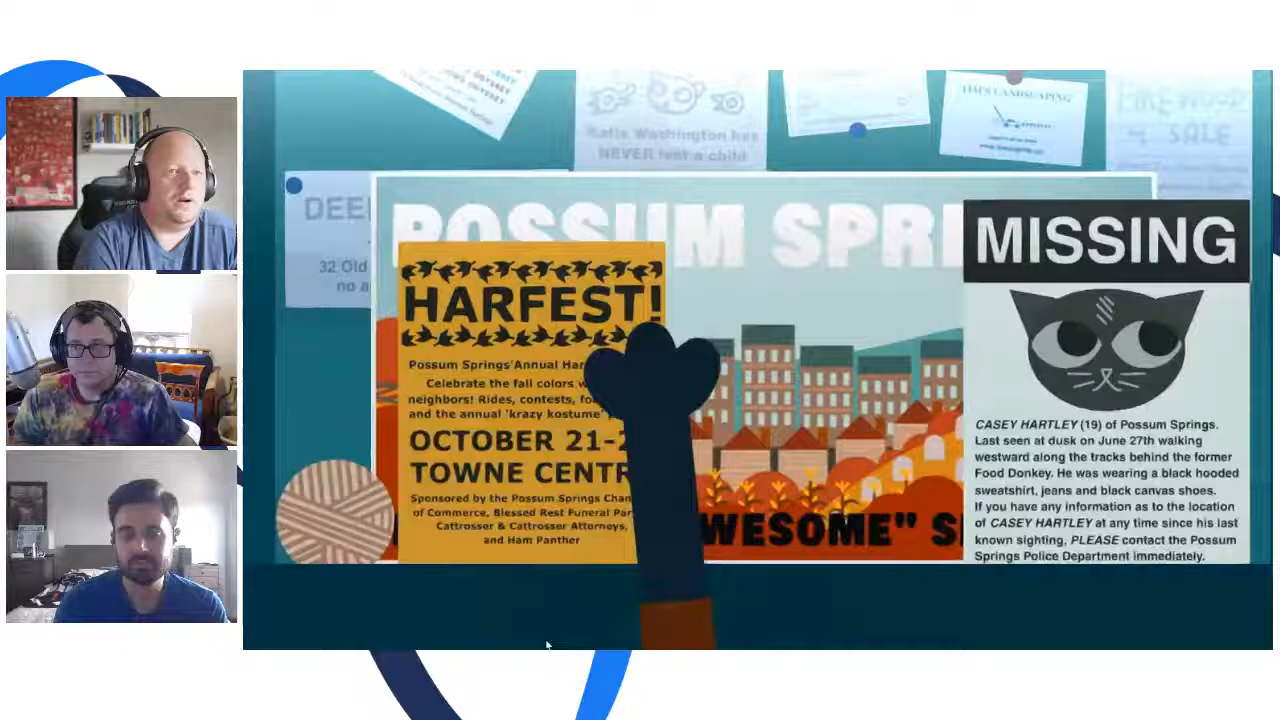 Katie Washington has
NEVER lost a child
TIM'S LANDSCAPING
SALE
32 Old
no a
POSSUM SPRI
HARFEST!
Possum Springs' Annual Har
Celebrate the fall colors w
neighbors! Rides, contests, fo
and the annual 'krazy kostume'
OCTOBER 21-2
TOWNE CENTR
Sponsored by the Possum Springs Cham
of Commerce, Blessed Rest Funeral Par
Cattrosser & Cattrosser Attorneys,
and Ham Panther
WESOME" S
MISSING
CASEY HARTLEY (19) of Possum Springs.
Last seen at dusk on June 27th walking
westward along the tracks behind the former
Food Donkey. He was wearing a black hooded
sweatshirt, jeans and black canvas shoes.
If you have any information as to the location
of CASEY HARTLEY at any time since his last
known sighting, PLEASE contact the Possum
Springs Police Department immediately.